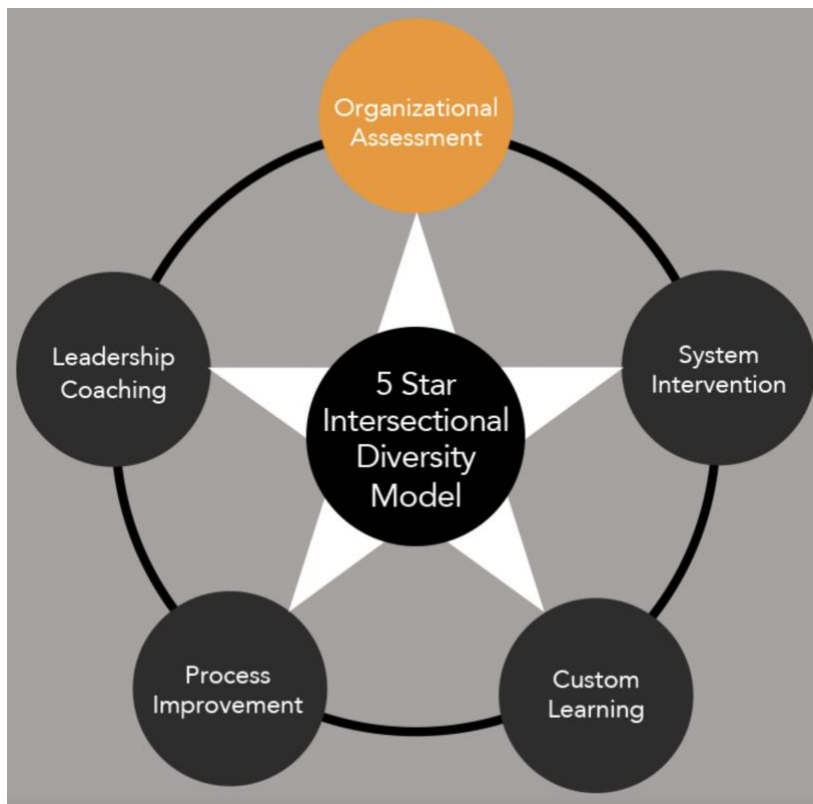 Organizational
Assessment
System
Intervention
Leadership
Coaching
5 Star
Intersectional
Diversity
Model
Custom
Learning
Process
Improvement